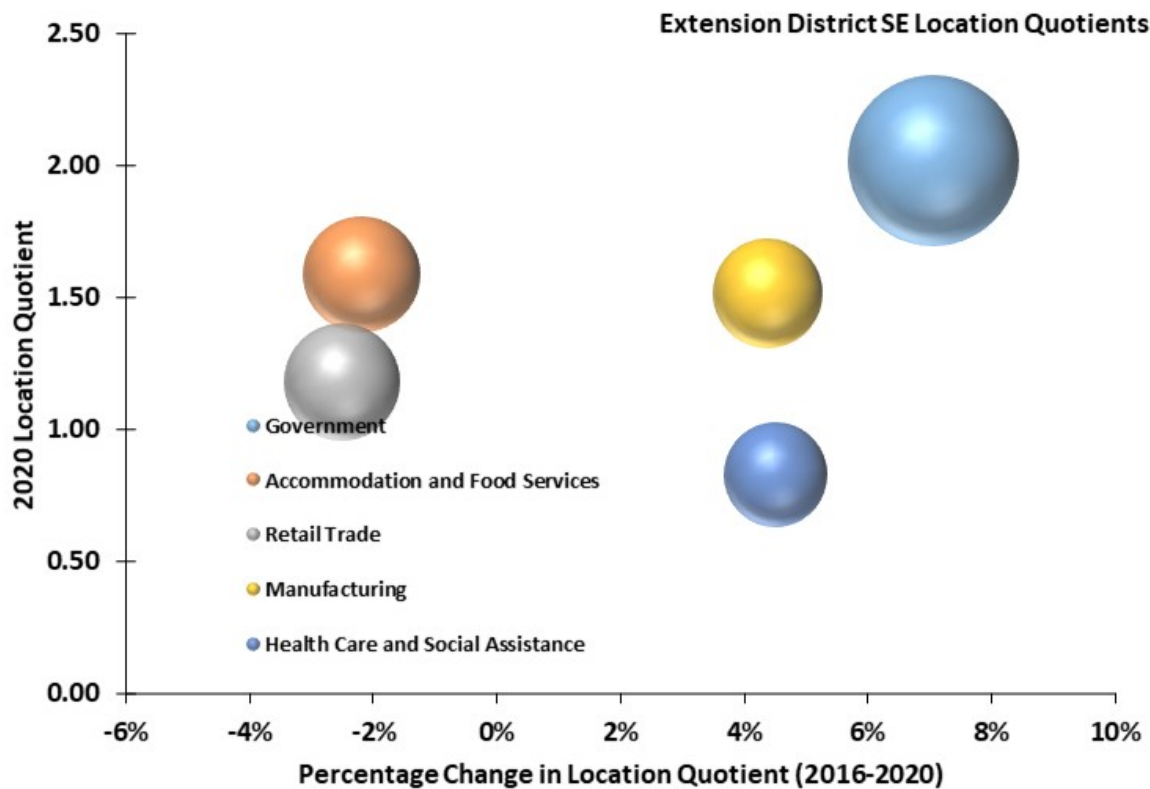 Extension District SE Location Quotients
2.50
2.00
1.50
1.00
0.50
0.00
2020 Location Quotient
Government
Accommodation and Food Services
Retail Trade
Manufacturing
Health Care and Social Assistance
-6% -4% -2% 0% 2% 4% 6% 8% 10%
Percentage Change in Location Quotient (2016-2020)